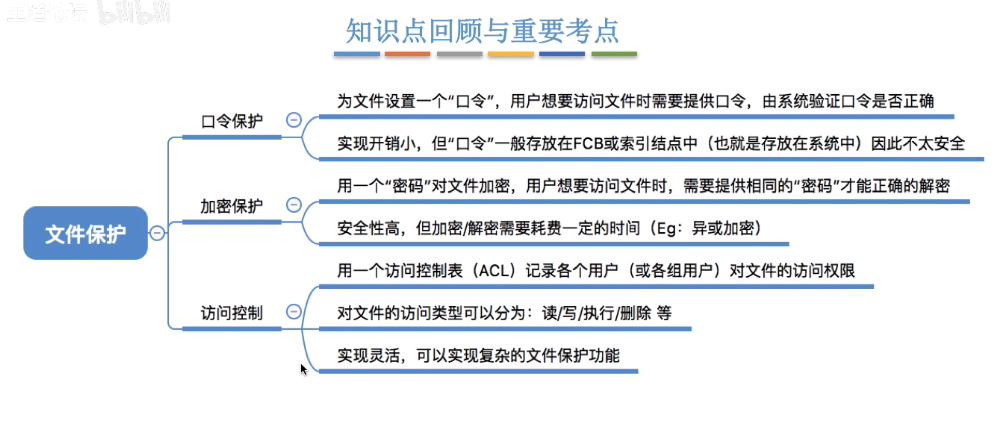 bilibili
知识点回顾与重要考点
文件保护
口令保护
为文件设置一个“口令”，用户想要访问文件时需要提供口令，由系统验证口令是否正确
实现开销小，但“口令”一般存放在FCB或索引结点中（也就是存放在系统中）因此不太安全
加密保护
用一个“密码”对文件加密，用户想要访问文件时，需要提供相同的“密码”才能正确的解密
安全性高，但加密/解密需要耗费一定的时间（Eg：异或加密）
访问控制
用一个访问控制表（ACL）记录各个用户（或各组用户）对文件的访问权限
对文件的访问类型可以分为：读/写/执行/删除 等
实现灵活，可以实现复杂的文件保护功能